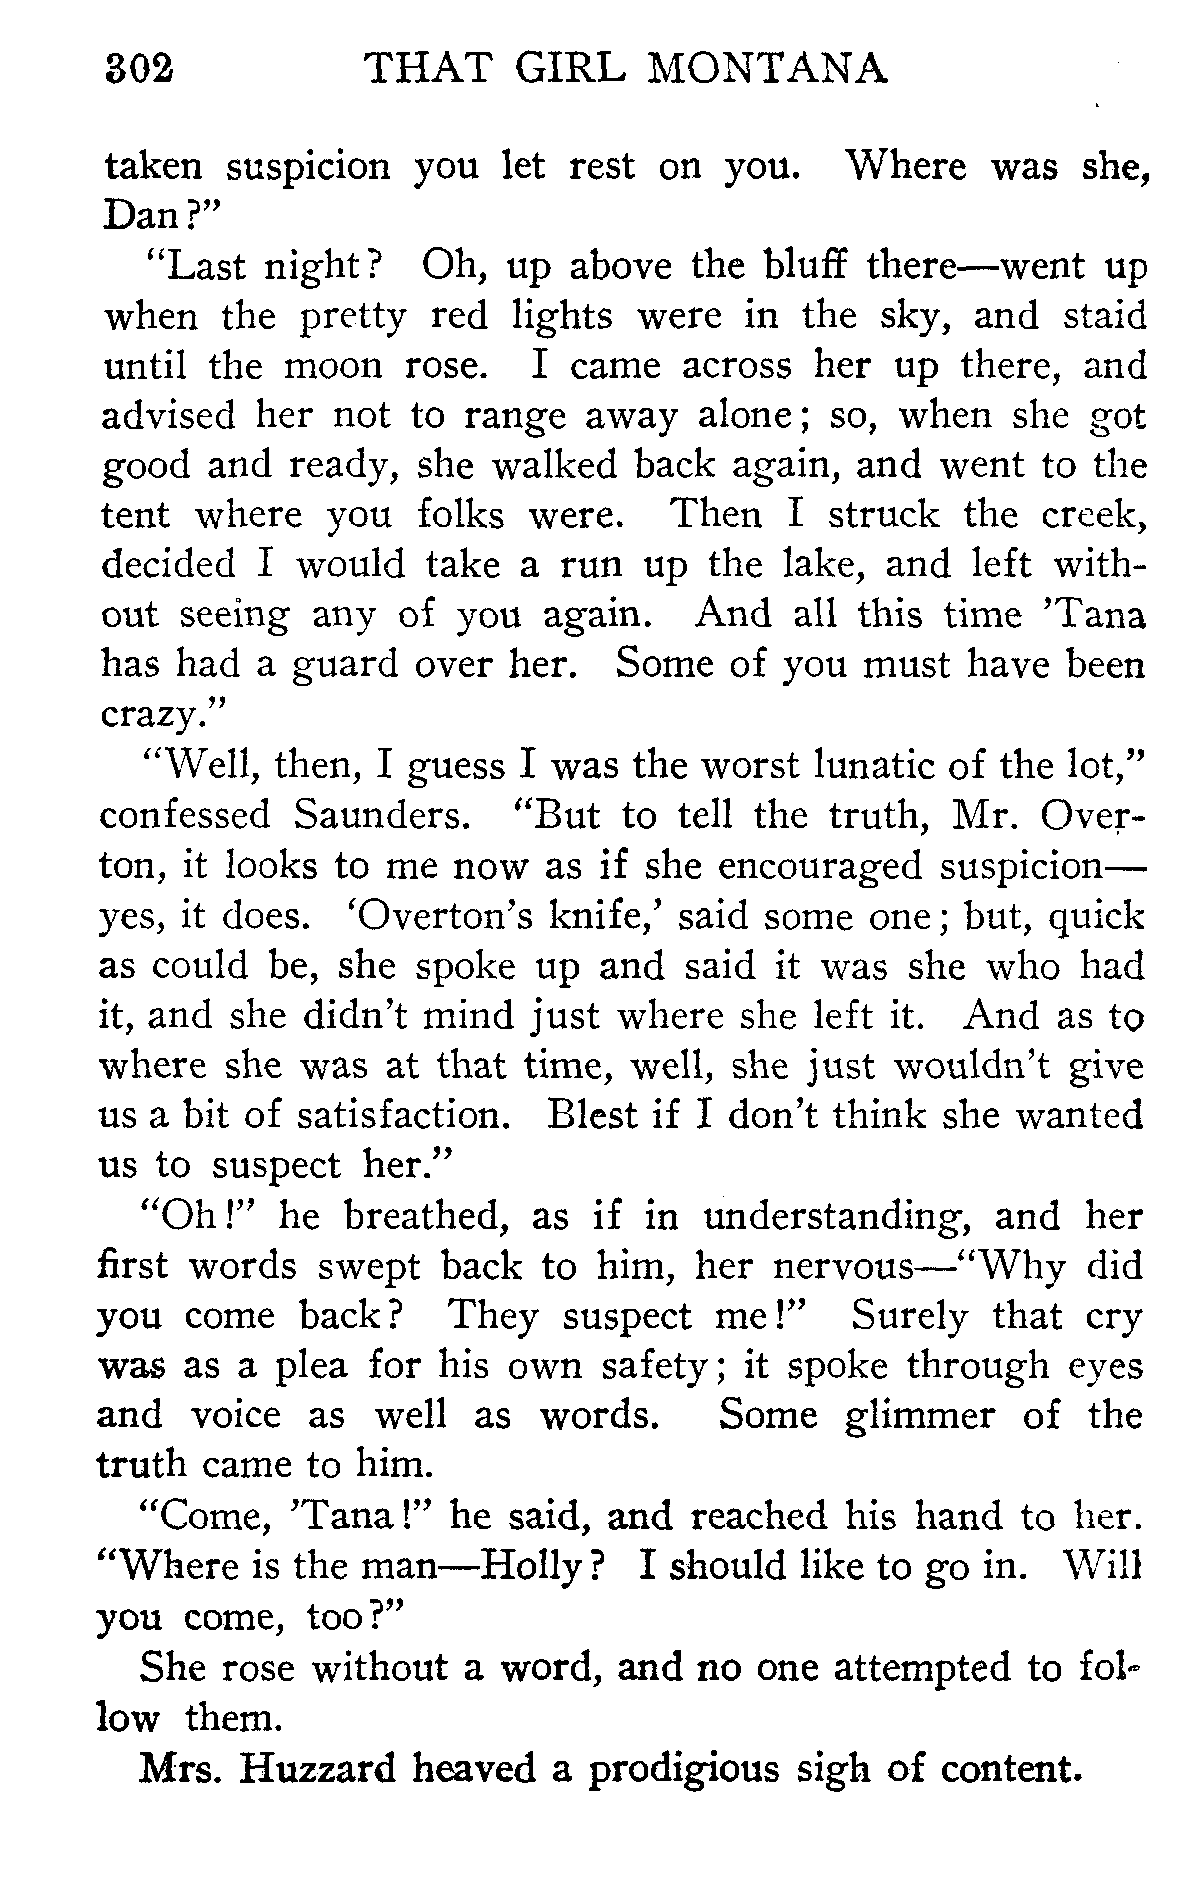 302 THAT GIRL MONTANA
taken suspicion you let rest on you. Where was she,
Dan?”
“Last night? Oh, up above the bluff there—went up
when the pretty red lights were in the sky, and staid
until the moon rose. I came across her up there, and
advised her not to range away alone; so, when she got
good and ready, she walked back again, and went to the
tent where you folks were. Then I struck the creek,
decided I would take a run up the lake, and left with-
out seeing any of you again. And all this time ’Tana
has had a guard over her. Some of you must have been
crazy.”
“Well, then, I guess I was the worst lunatic of the lot,”
confessed Saunders. “But to tell the truth, Mr. Over-
ton, it looks to me now as if she encouraged suspicion—
yes, it does. ‘Overton’s knife,’ said some one; but, quick
as could be, she spoke up and said it was she who had
it, and she didn’t mind just where she left it. And as to
where she was at that time, well, she just wouldn’t give
us a bit of satisfaction. Blest if I don’t think she wanted
us to suspect her.”
“Oh!” he breathed, as if in understanding, and her
first words swept back to him, her nervous—“Why did
you come back? They suspect me!” Surely that cry
was as a plea for his own safety; it spoke through eyes
and voice as well as words. Some glimmer of the
truth came to him.
“Come, ’Tana!” he said, and reached his hand to her.
“Where is the man—Holly? I should like to go in. Will
you come, too?”
She rose without a word, and no one attempted to fol-
low them.
Mrs. Huzzard heaved a prodigious sigh of content.